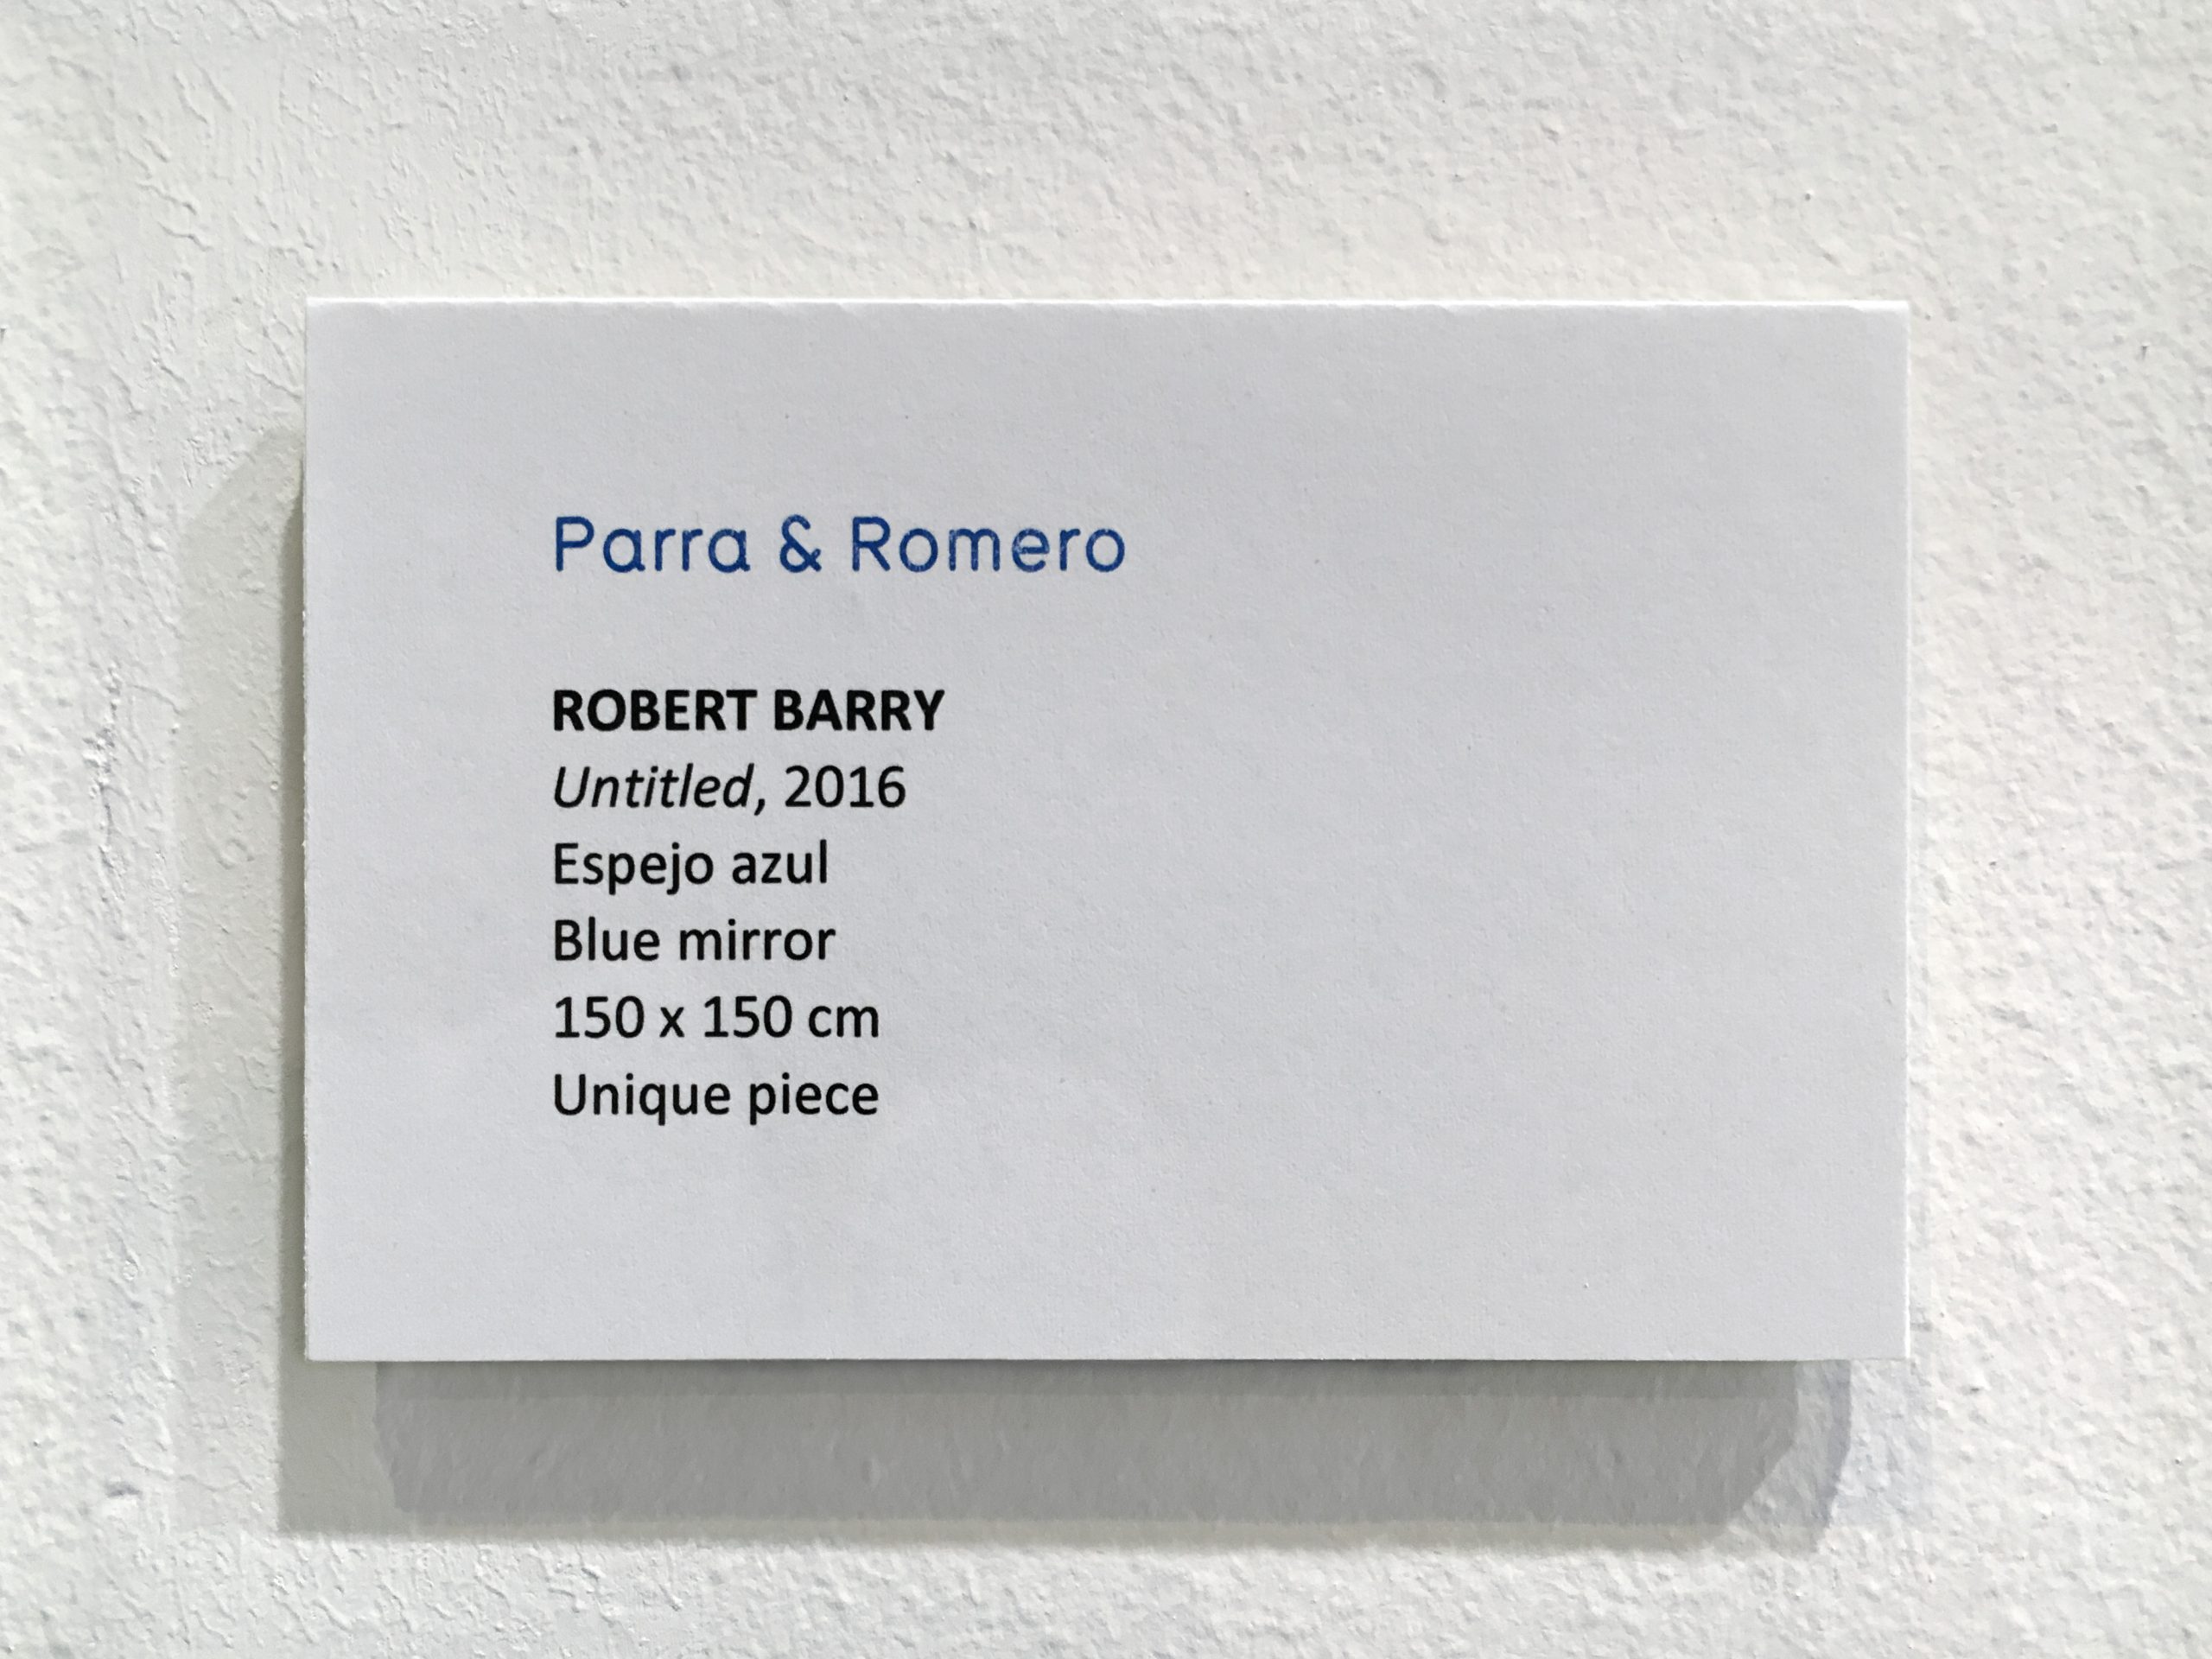 Parra & Romero
ROBERT BARRY
Untitled, 2016
Espejo azul
Blue mirror
150 x 150 cm
Unique piece